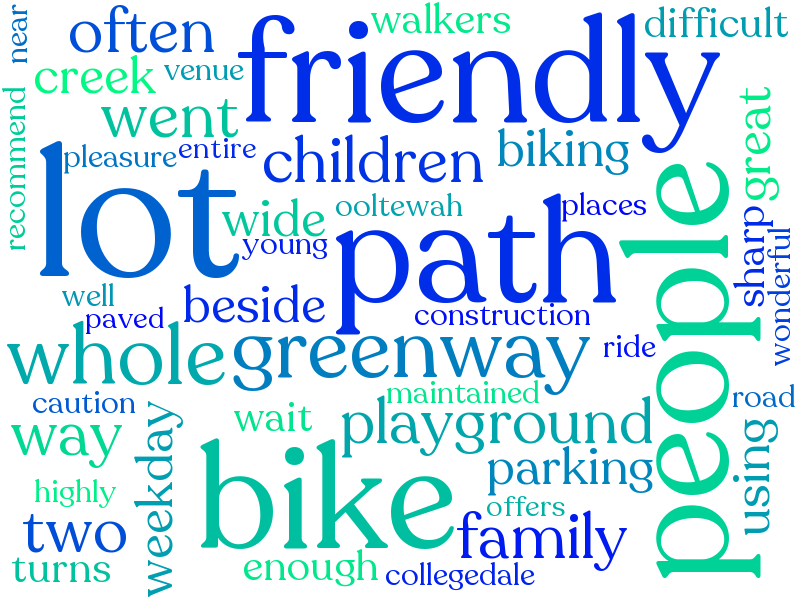 near
often
walkers
friendly
difficult
creek
venue
went
recommend
pleasure
entire
children
biking
great
lot
wide
ooltewah
places
people
young
path
sharp
wonderful
well
paved
beside
construction
whole
greenway
ride
caution
maintained
road
way
weekday
wait
playground
using
bike
parking
highly
offers
two
family
turns
enough
collegedale